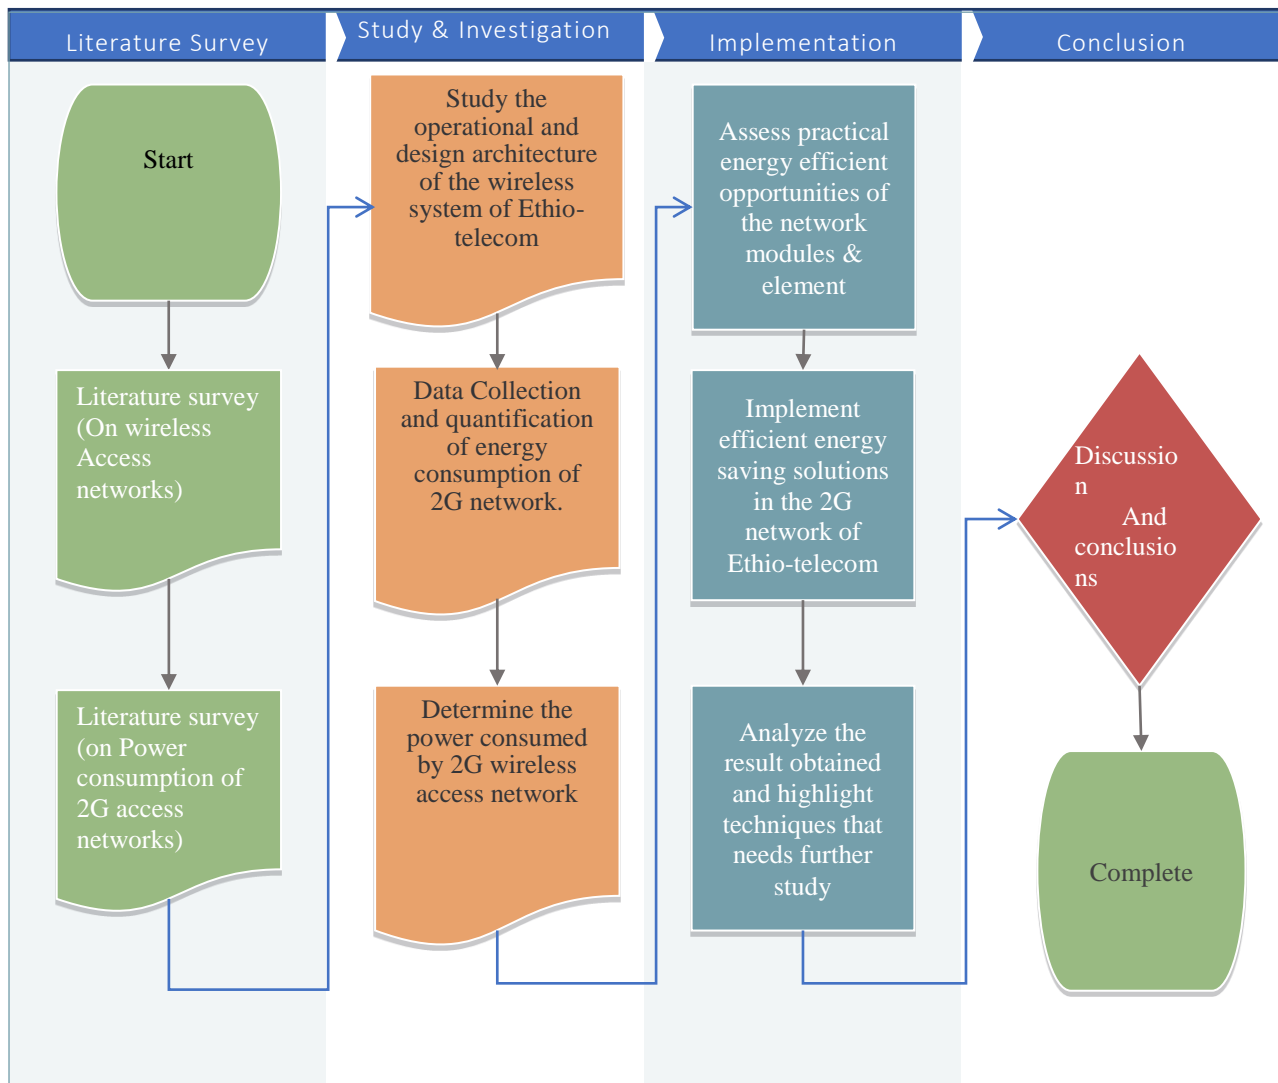 Literature Survey
Study & Investigation
Implementation
Conclusion
Start
Literature survey
(On wireless
Access
networks)
Literature survey
(on Power
consumption of
2G access
networks)
Study the
operational and
design architecture
of the wireless
system of Ethio-
telecom
Data Collection
and quantification
of energy
consumption of
2G network.
Determine the
power consumed
by 2G wireless
access network
Assess practical
energy efficient
opportunities of
the network
modules &
element
Implement
efficient energy
saving solutions
in the 2G
network of
Ethio-telecom
Analyze the
result obtained
and highlight
techniques that
needs further
study
Discussio
n
And
conclusio
ns
Complete